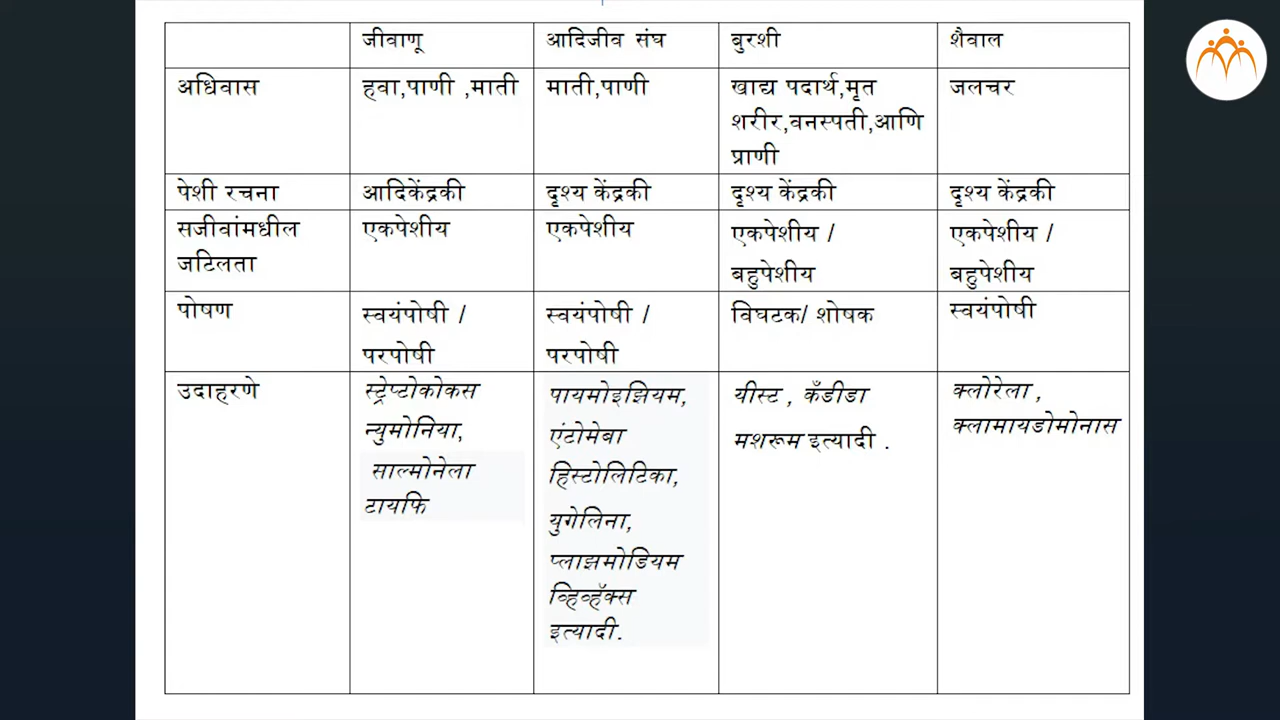 जीवाणू आदिजीव संघ बुरशी शैवाल
अधिवास हवा,पाणी ,माती माती,पाणी खाद्य पदार्थ,मृत जलचर
शरीर,वनस्पती,आणि
प्राणी
पेशी रचना आदिकेंद्रकी दृश्य केंद्रकी दृश्य केंद्रकी दृश्य केंद्रकी
सजीवांमधील एकपेशीय एकपेशीय एकपेशीय / एकपेशीय /
जटिलता बहुपेशीय बहुपेशीय
पोषण स्वयंपोषी / स्वयंपोषी / विघटक/ शोषक स्वयंपोषी
परपोषी परपोषी
उदाहरणे स्ट्रेप्टोकोकस पायमोइझियम, यीस्ट , कँडीडा क्लोरेला ,
न्युमोनिया, एंटोमेबा मशरूम इत्यादी . क्लामायडोमोनास
साल्मोनेला हिस्टोलिटिका,
टायफि युगेलिना,
प्लाझमोडियम
व्हिव्हॅक्स
इत्यादी.